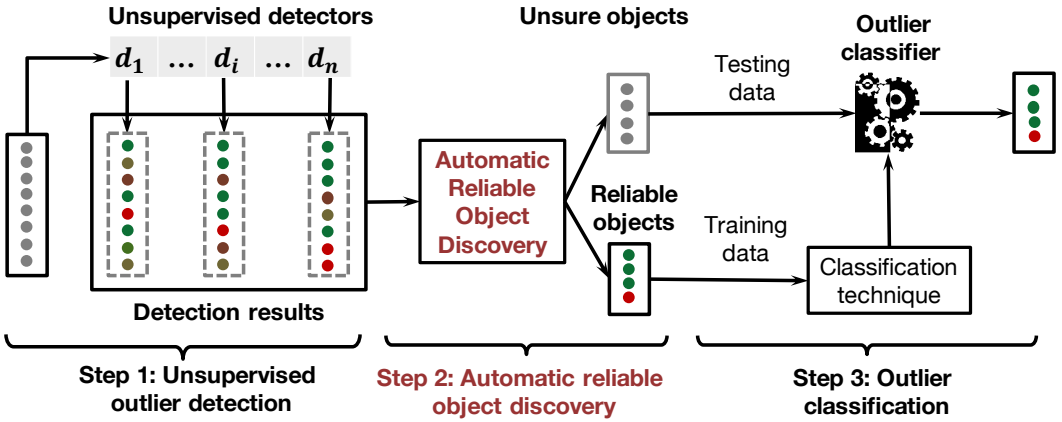 Unsupervised detectors
d₁ ... dᵢ ... dₙ
Detection results
Step 1: Unsupervised
outlier detection
Automatic
Reliable
Object
Discovery
Unsure objects
Reliable
objects
Step 2: Automatic reliable
object discovery
Testing
data
Training
data
Outlier
classifier
Classification
technique
Step 3: Outlier
classification